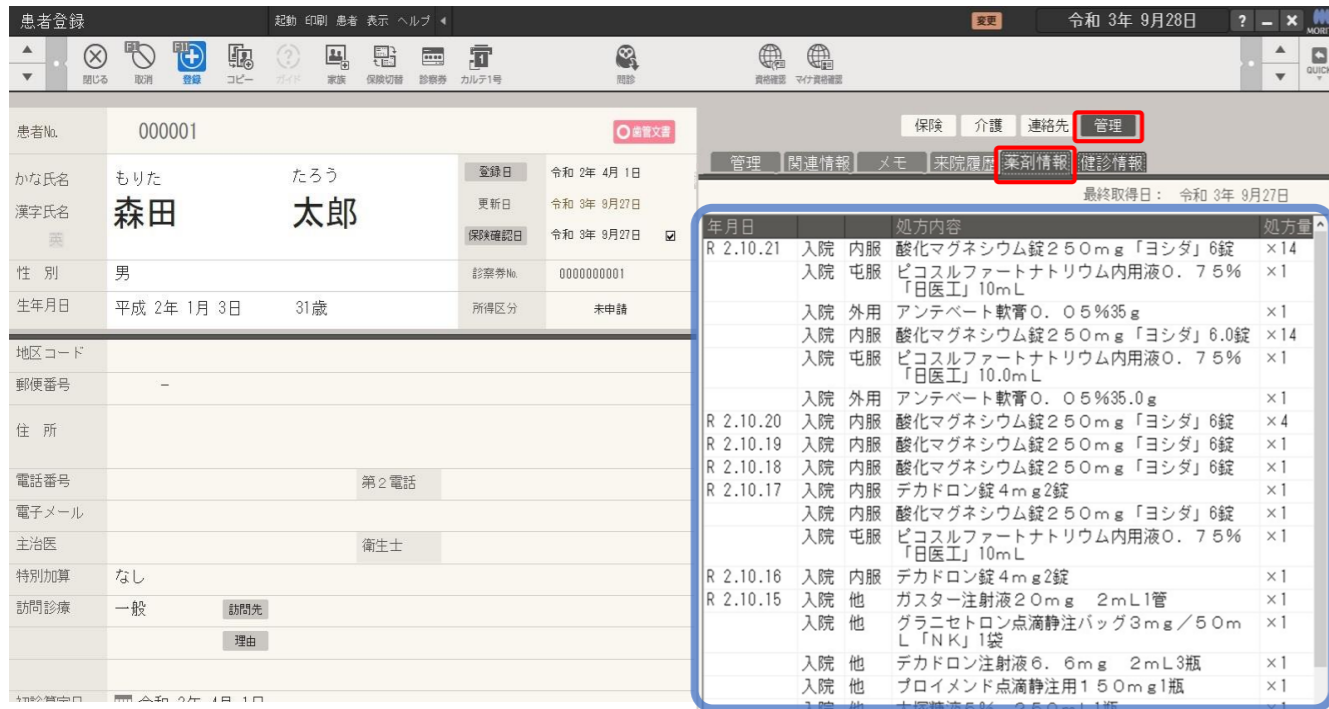 患者登録 起動 印刷 患者 表示 ヘルプ 変更 令和 3年 9月28日 ? − ×
MORI
閉じる 取消 登録 コピー ガイド 家族 保険切替 診察券 カルテ1号 問診 資格確認 マイナ資格確認 QUICK
F1 F11
患者No. 000001 歯管文書
かな氏名 もりた たろう 登録日 令和 2年 4月 1日
漢字氏名 森田 太郎 更新日 令和 3年 9月27日
保険確認日 令和 3年 9月27日
性 別 男 診察券No. 0000000001
生年月日 平成 2年 1月 3日 31歳 所得区分 未申請
地区コード
郵便番号 −
住 所
電話番号 第2電話
電子メール
主治医 衛生士
特別加算 なし
訪問診療 一般 訪問先
理由
保険 介護 連絡先 管理
管理 関連情報 メモ 来院履歴 薬剤情報 健診情報
最終取得日： 令和 3年 9月27日
年月日 処方内容 処方量
R 2.10.21 入院 内服 酸化マグネシウム錠250mg「ヨシダ」6錠 ×14
入院 屯服 ピコスルファートナトリウム内用液0．75%
「日医工」10mL ×1
入院 外用 アンテベート軟膏0．05%35g ×1
入院 内服 酸化マグネシウム錠250mg「ヨシダ」6.0錠 ×14
入院 屯服 ピコスルファートナトリウム内用液0．75%
「日医工」10.0mL ×1
入院 外用 アンテベート軟膏0．05%35.0g ×1
R 2.10.20 入院 内服 酸化マグネシウム錠250mg「ヨシダ」6錠 ×4
R 2.10.19 入院 内服 酸化マグネシウム錠250mg「ヨシダ」6錠 ×1
R 2.10.18 入院 内服 酸化マグネシウム錠250mg「ヨシダ」6錠 ×1
R 2.10.17 入院 内服 デカドロン錠4mg2錠 ×1
入院 内服 酸化マグネシウム錠250mg「ヨシダ」6錠 ×1
入院 屯服 ピコスルファートナトリウム内用液0．75%
「日医工」10mL ×1
R 2.10.16 入院 内服 デカドロン錠4mg2錠 ×1
R 2.10.15 入院 他 ガスター注射液20mg 2mL1管 ×1
入院 他 グラニセトロン点滴静注バッグ3mg／50m
L「NK」1袋 ×1
入院 他 デカドロン注射液6．6mg 2mL3瓶 ×1
入院 他 プロイメンド点滴静注用150mg1瓶 ×1